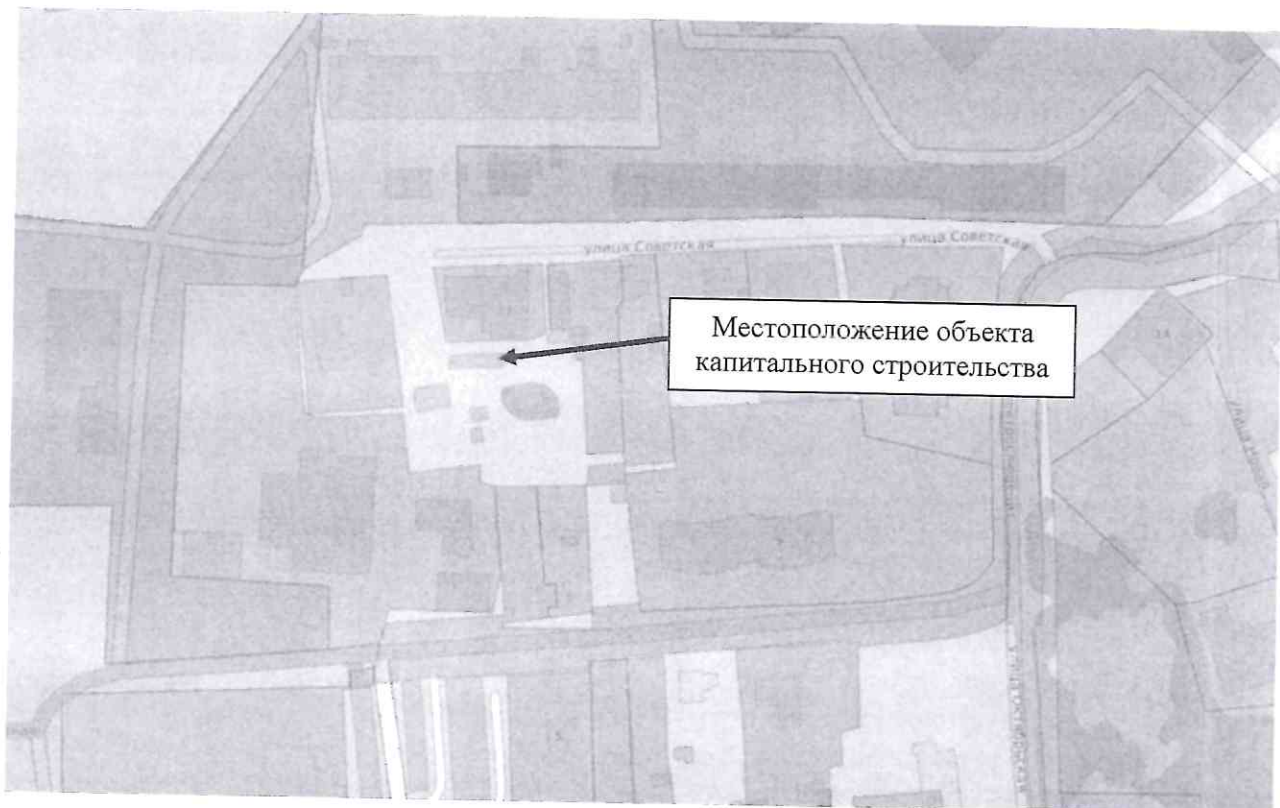 улица Советская
улица Советская
Местоположение объекта
капитального строительства